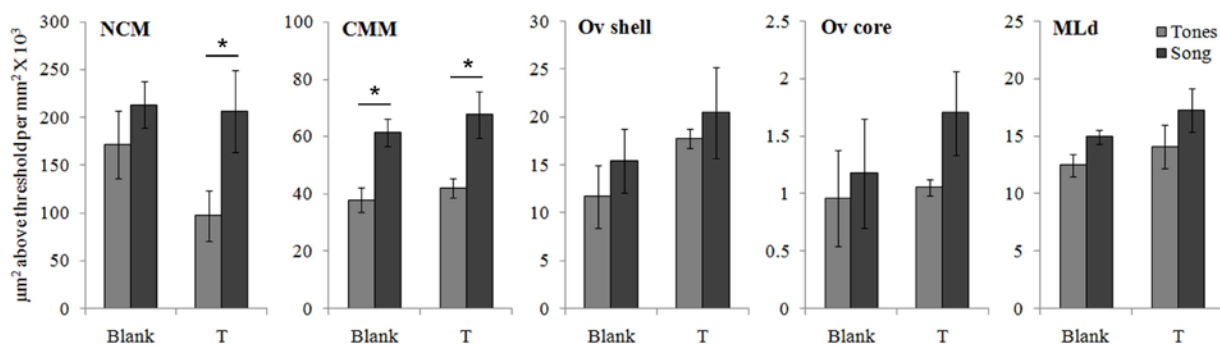 µm² above threshold per mm² X 10³
NCM
300
250
200
150
100
50
0
*
Blank
T
CMM
100
80
60
40
20
0
*
*
Blank
T
Ov shell
30
25
20
15
10
5
0
Blank
T
Ov core
2
1.5
1
0.5
0
Blank
T
MLd
25
20
15
10
5
0
Tones
Song
Blank
T